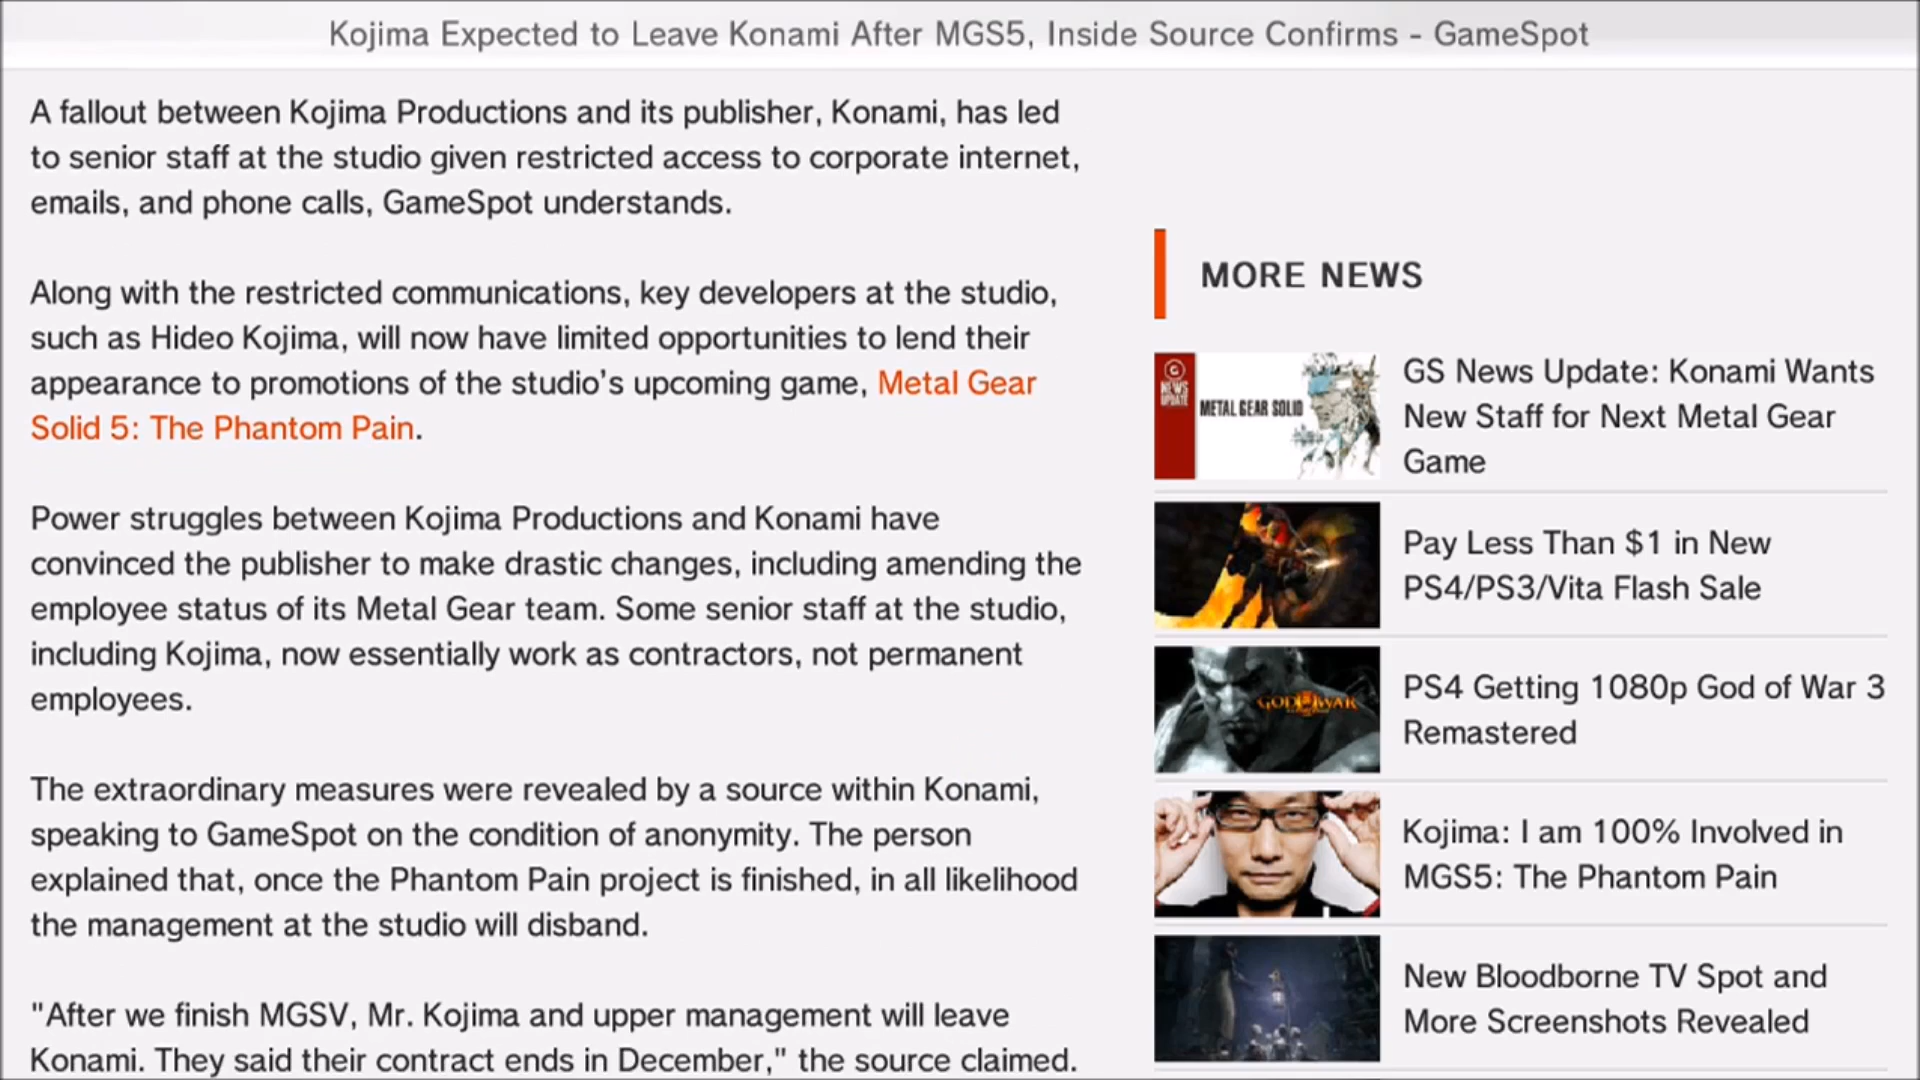 Kojima Expected to Leave Konami After MGS5, Inside Source Confirms - GameSpot
A fallout between Kojima Productions and its publisher, Konami, has led
to senior staff at the studio given restricted access to corporate internet,
emails, and phone calls, GameSpot understands.
Along with the restricted communications, key developers at the studio,
such as Hideo Kojima, will now have limited opportunities to lend their
appearance to promotions of the studio's upcoming game, Metal Gear
Solid 5: The Phantom Pain.
Power struggles between Kojima Productions and Konami have
convinced the publisher to make drastic changes, including amending the
employee status of its Metal Gear team. Some senior staff at the studio,
including Kojima, now essentially work as contractors, not permanent
employees.
The extraordinary measures were revealed by a source within Konami,
speaking to GameSpot on the condition of anonymity. The person
explained that, once the Phantom Pain project is finished, in all likelihood
the management at the studio will disband.
"After we finish MGSV, Mr. Kojima and upper management will leave
Konami. They said their contract ends in December," the source claimed.
MORE NEWS
G
NEWS
UPDATE
METAL GEAR SOLID
GS News Update: Konami Wants
New Staff for Next Metal Gear
Game
Pay Less Than $1 in New
PS4/PS3/Vita Flash Sale
GOD OF WAR
PS4 Getting 1080p God of War 3
Remastered
Kojima: I am 100% Involved in
MGS5: The Phantom Pain
New Bloodborne TV Spot and
More Screenshots Revealed